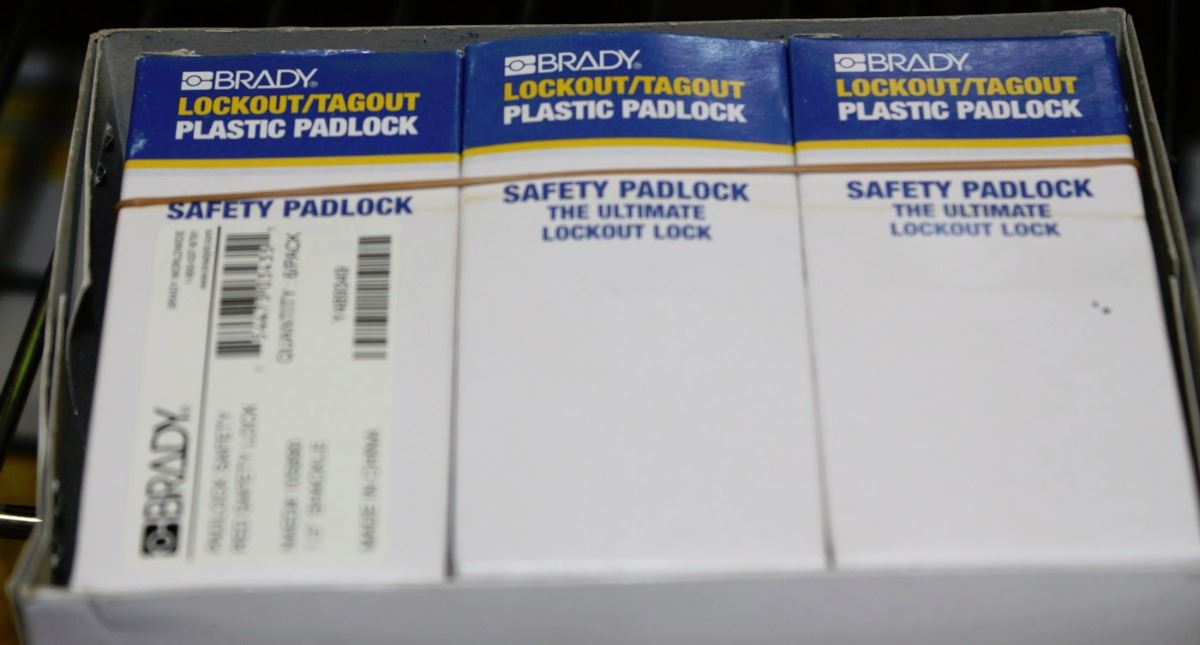 BRADY
LOCKOUT/TAGOUT
PLASTIC PADLOCK
SAFETY PADLOCK
BRADY
PADLOCK SAFETY
RED SAFETY LOCK
QUANTITY: 6/PACK
SHACKLE
MADE IN CHINA
BRADY
LOCKOUT/TAGOUT
PLASTIC PADLOCK
SAFETY PADLOCK
THE ULTIMATE
LOCKOUT LOCK
BRADY
LOCKOUT/TAGOUT
PLASTIC PADLOCK
SAFETY PADLOCK
THE ULTIMATE
LOCKOUT LOCK